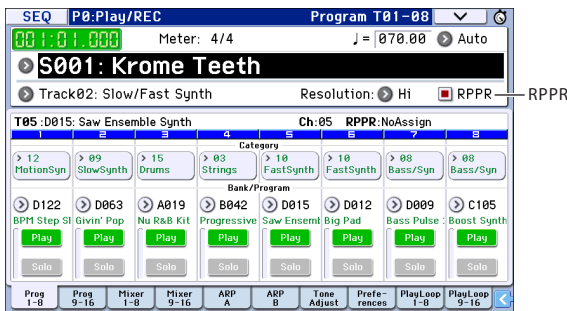 SEQ P0:Play/REC Program T01-08
001:01.000 Meter: 4/4 ♩= 070.00 Auto
S001: Krome Teeth
Track02: Slow/Fast Synth Resolution: Hi RPPR
RPPR
T05 :D015: Saw Ensemble Synth Ch:05 RPPR:NoAssign
1 2 3 4 5 6 7 8
Category
> 12 > 09 > 15 > 03 > 10 > 10 > 08 > 08
MotionSyn SlowSynth Drums Strings FastSynth FastSynth Bass/Syn Bass/Syn
Bank/Program
D122 D063 A019 B042 D015 D012 D009 C105
BPM Step Sl Givin' Pop Nu R&B Kit Progressive Saw Ensembl Big Pad Bass Pulse : Boost Synth
Play Play Play Play Play Play Play Play
Solo Solo Solo Solo Solo Solo Solo Solo
Prog 1-8 Prog 9-16 Mixer 1-8 Mixer 9-16 ARP A ARP B Tone Adjust Prefe-rences PlayLoop 1-8 PlayLoop 9-16